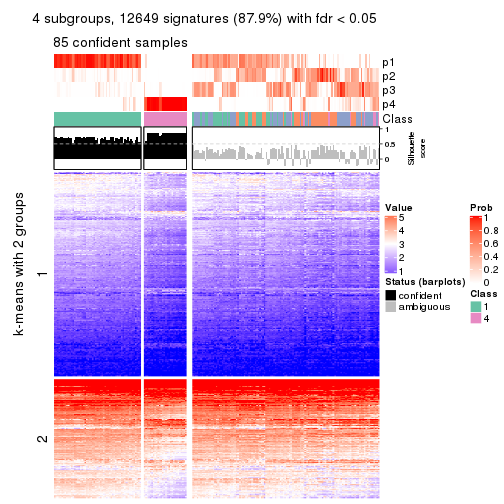 4 subgroups, 12649 signatures (87.9%) with fdr < 0.05
85 confident samples
p1
p2
p3
p4
Class
1
0.5
0
Silhouette
score
k-means with 2 groups
1
2
Value
5
4
3
2
1
Status (barplots)
confident
ambiguous
Prob
1
0.8
0.6
0.4
0.2
0
Class
1
4